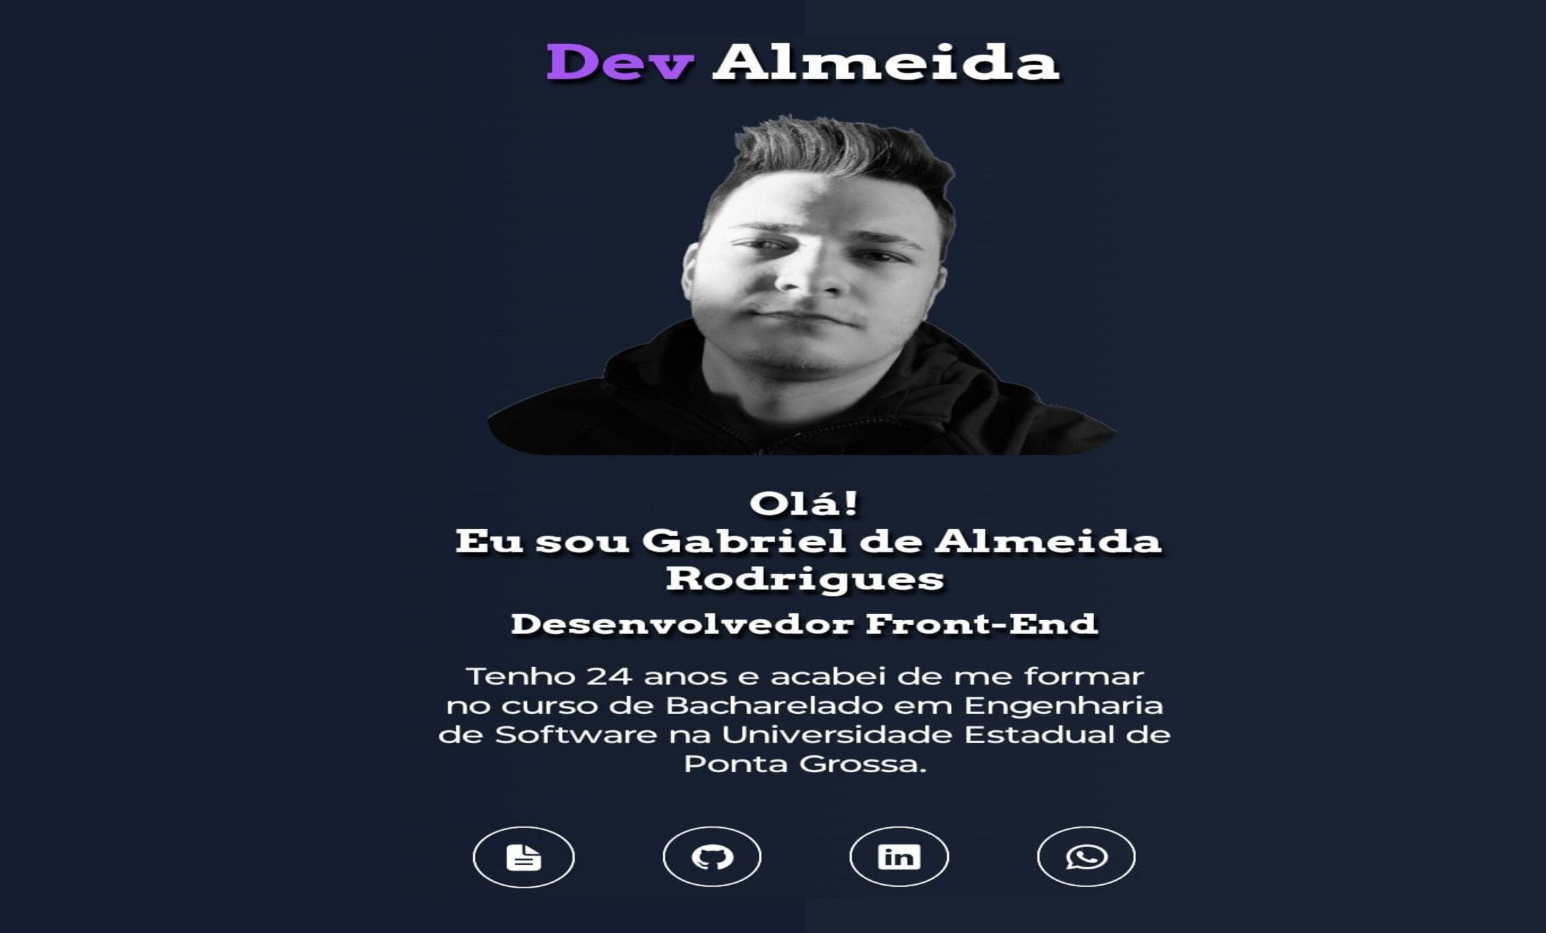 Dev Almeida
Olá!
Eu sou Gabriel de Almeida
Rodrigues
Desenvolvedor Front-End
Tenho 24 anos e acabei de me formar
no curso de Bacharelado em Engenharia
de Software na Universidade Estadual de
Ponta Grossa.
in